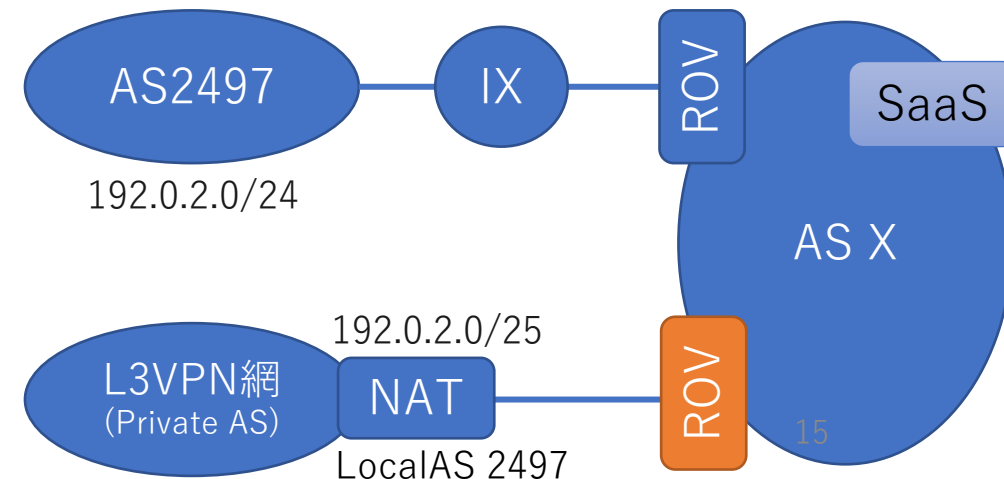 AS2497
IX
ROV
SaaS
192.0.2.0/24
AS X
192.0.2.0/25
L3VPN網
(Private AS)
NAT
ROV
15
LocalAS 2497